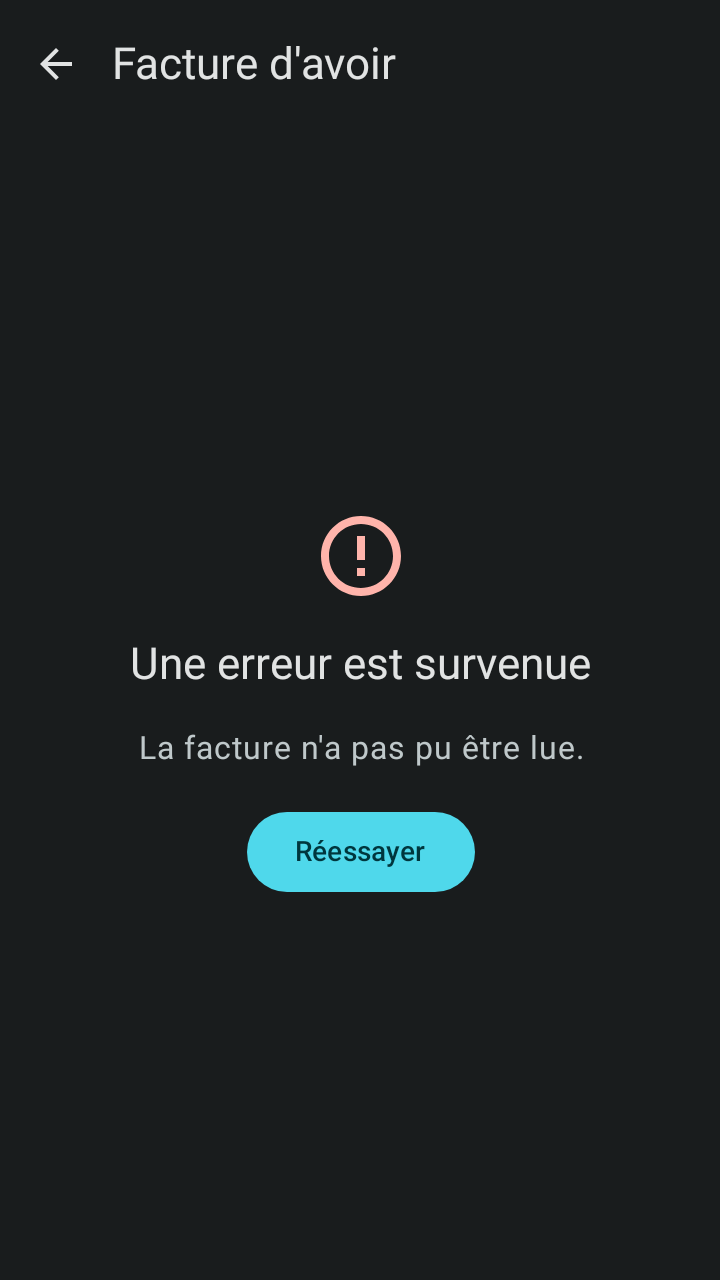 Facture d'avoir
Une erreur est survenue
La facture n'a pas pu être lue.
Réessayer